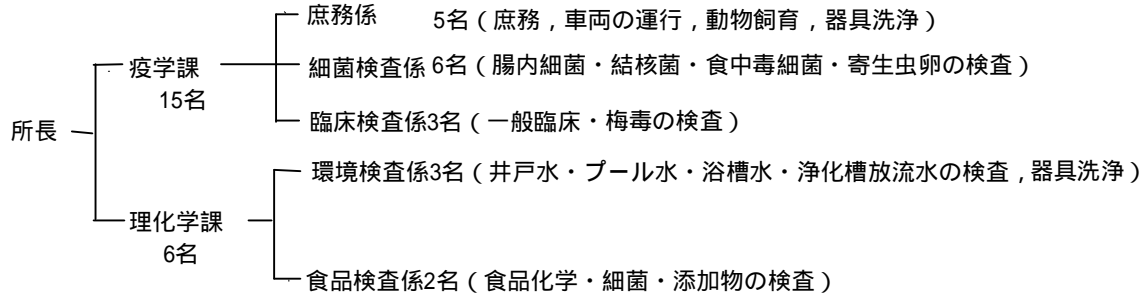 庶務係 5名(庶務,車両の運行,動物飼育,器具洗浄)
疫学課 細菌検査係 6名(腸内細菌・結核菌・食中毒細菌・寄生虫卵の検査)
15名
臨床検査係3名(一般臨床・梅毒の検査)
所長
環境検査係3名(井戸水・プール水・浴槽水・浄化槽放流水の検査,器具洗浄)
理化学課
6名
食品検査係2名(食品化学・細菌・添加物の検査)